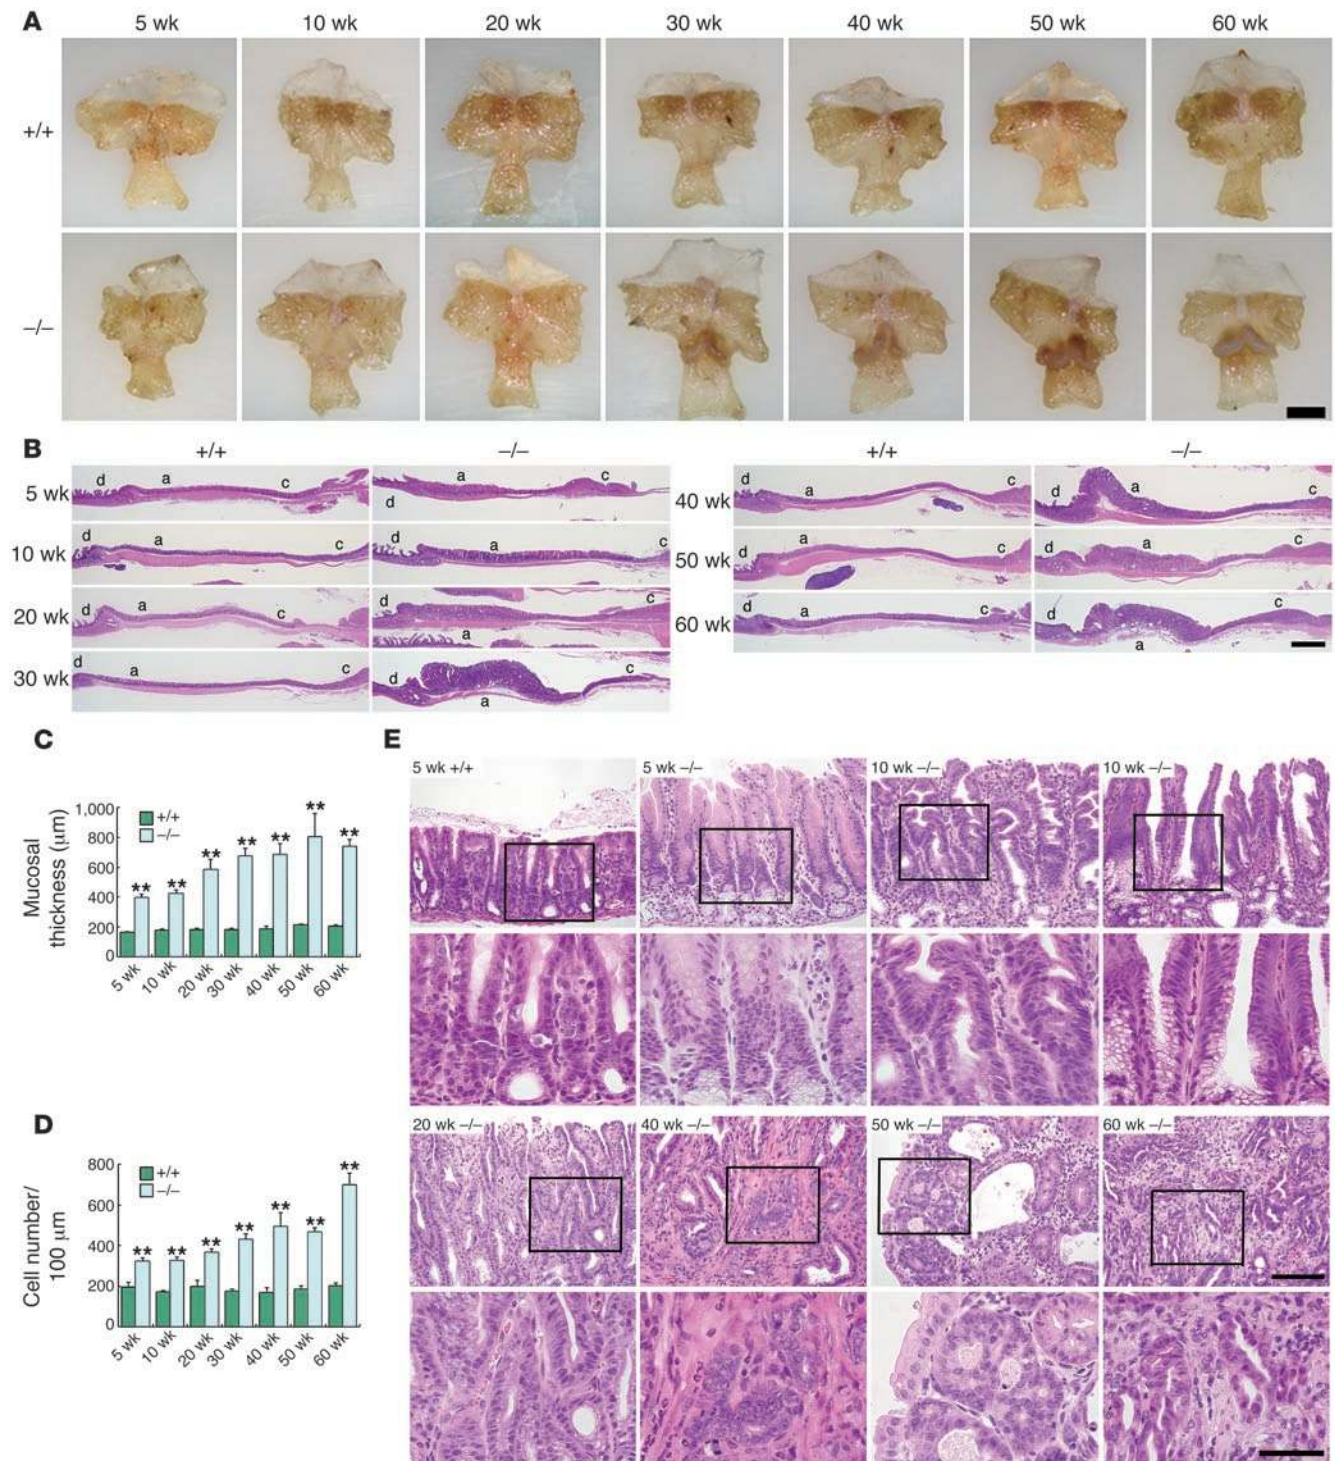 A
5 wk 10 wk 20 wk 30 wk 40 wk 50 wk 60 wk
+/+
–/–
B
+/+ –/– +/+ –/–
5 wk d a c a c d
10 wk d a c d a c
20 wk d a c d c a
30 wk d a c d c a
40 wk d a c d a c
50 wk d a c d a c
60 wk d a c d c a
C
Mucosal
thickness (μm)
1,000
800
600
400
200
0
+/+
–/–
** ** ** ** ** ** **
5 wk 10 wk 20 wk 30 wk 40 wk 50 wk 60 wk
D
Cell number/
100 μm
800
600
400
200
0
+/+
–/–
** ** ** ** ** ** **
5 wk 10 wk 20 wk 30 wk 40 wk 50 wk 60 wk
E
5 wk +/+ 5 wk –/– 10 wk –/– 10 wk –/–
20 wk –/– 40 wk –/– 50 wk –/– 60 wk –/–